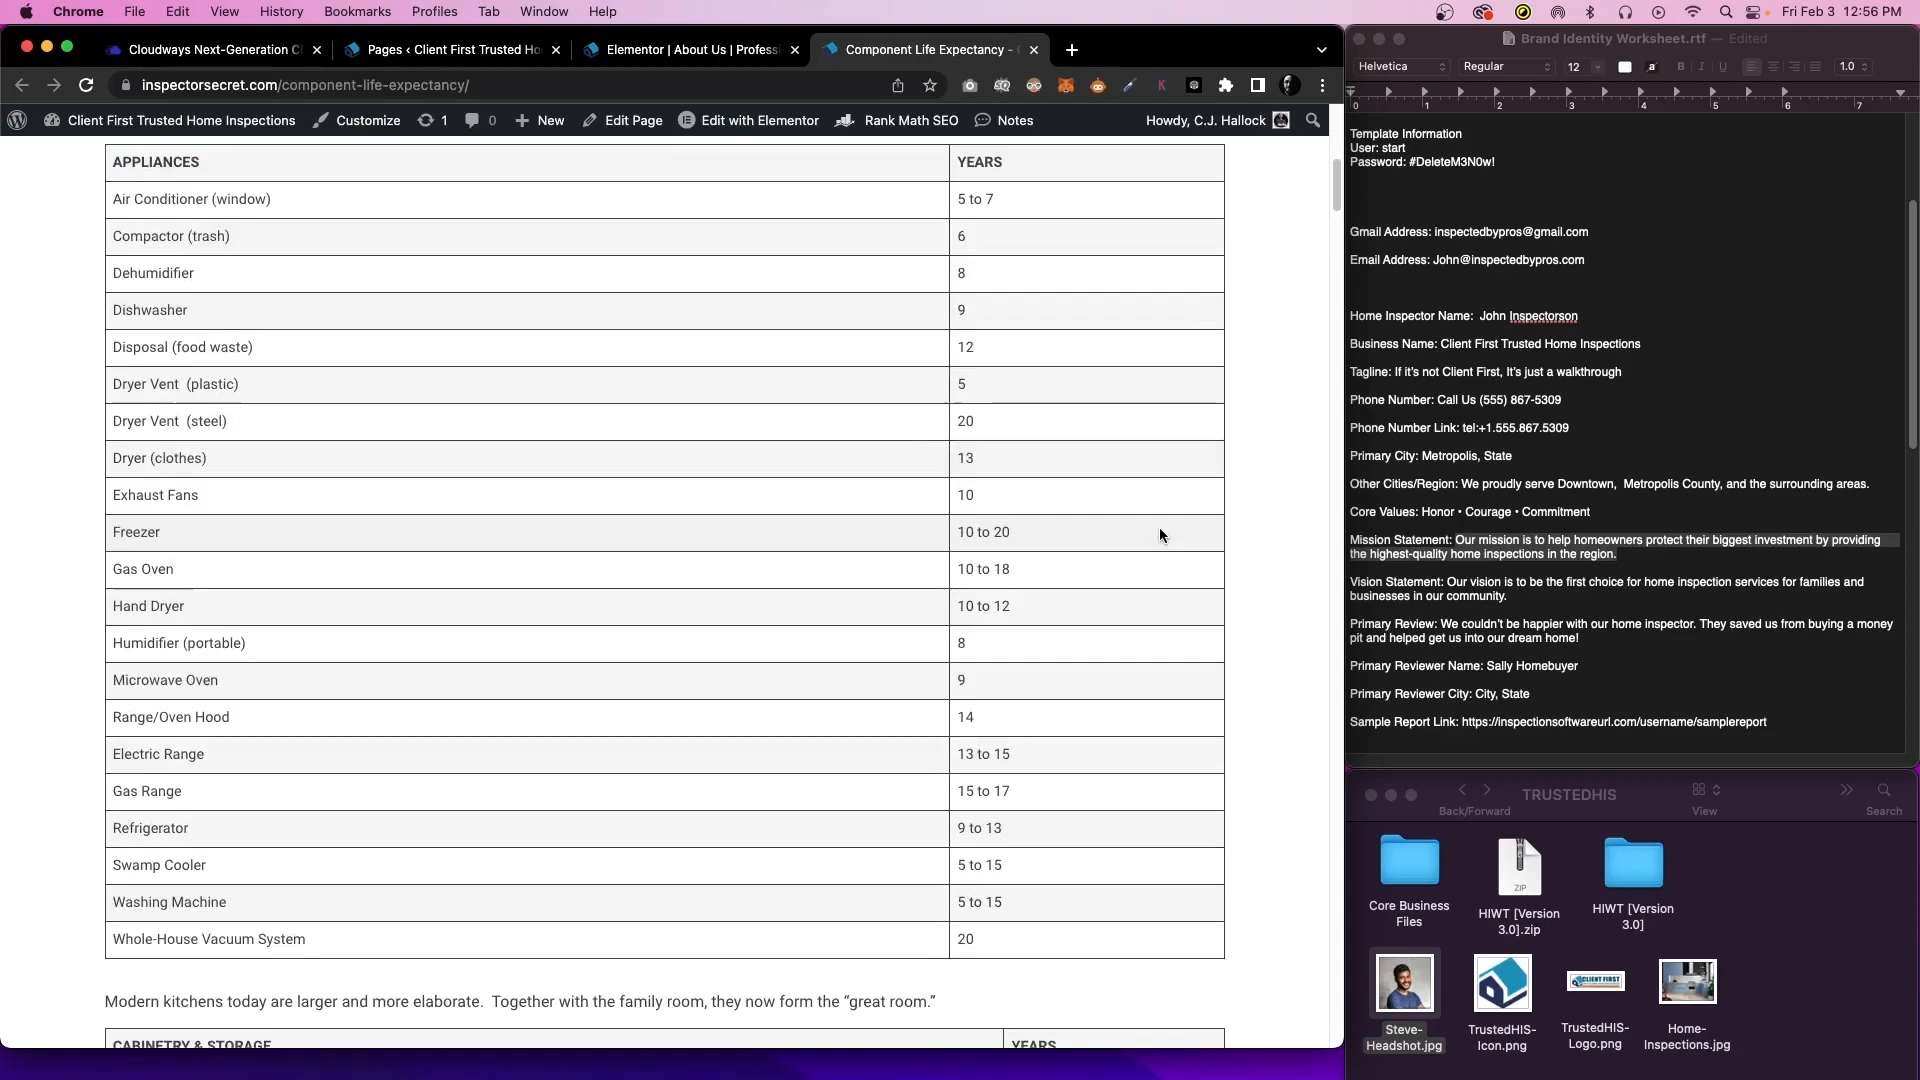 Chrome File Edit View History Bookmarks Profiles Tab Window Help
Fri Feb 3 12:56 PM
Cloudways Next-Generation C
Pages ‹ Client First Trusted Ho
Elementor | About Us | Profess
Component Life Expectancy -
inspectorsecret.com/component-life-expectancy/
Client First Trusted Home Inspections Customize 1 0 New Edit Page Edit with Elementor Rank Math SEO Notes Howdy, C.J. Hallock
APPLIANCES YEARS
Air Conditioner (window) 5 to 7
Compactor (trash) 6
Dehumidifier 8
Dishwasher 9
Disposal (food waste) 12
Dryer Vent (plastic) 5
Dryer Vent (steel) 20
Dryer (clothes) 13
Exhaust Fans 10
Freezer 10 to 20
Gas Oven 10 to 18
Hand Dryer 10 to 12
Humidifier (portable) 8
Microwave Oven 9
Range/Oven Hood 14
Electric Range 13 to 15
Gas Range 15 to 17
Refrigerator 9 to 13
Swamp Cooler 5 to 15
Washing Machine 5 to 15
Whole-House Vacuum System 20
Modern kitchens today are larger and more elaborate. Together with the family room, they now form the “great room.”
CABINETRY & STORAGE YEARS
Brand Identity Worksheet.rtf — Edited
Helvetica Regular 12 a B I U 1.0
0 1 2 3 4 5 6 7
Template Information
User: start
Password: #DeleteM3N0w!
Gmail Address: inspectedbypros@gmail.com
Email Address: John@inspectedbypros.com
Home Inspector Name: John Inspectorson
Business Name: Client First Trusted Home Inspections
Tagline: If it’s not Client First, It’s just a walkthrough
Phone Number: Call Us (555) 867-5309
Phone Number Link: tel:+1.555.867.5309
Primary City: Metropolis, State
Other Cities/Region: We proudly serve Downtown, Metropolis County, and the surrounding areas.
Core Values: Honor • Courage • Commitment
Mission Statement: Our mission is to help homeowners protect their biggest investment by providing
the highest-quality home inspections in the region.
Vision Statement: Our vision is to be the first choice for home inspection services for families and
businesses in our community.
Primary Review: We couldn’t be happier with our home inspector. They saved us from buying a money
pit and helped get us into our dream home!
Primary Reviewer Name: Sally Homebuyer
Primary Reviewer City: City, State
Sample Report Link: https://inspectionsoftwareurl.com/username/samplereport
TRUSTEDHIS
Back/Forward View Search
Core Business
Files
ZIP
HIWT [Version
3.0].zip
HIWT [Version
3.0]
CLIENT FIRST
Steve-
Headshot.jpg
TrustedHIS-
Icon.png
TrustedHIS-
Logo.png
Home-
Inspections.jpg